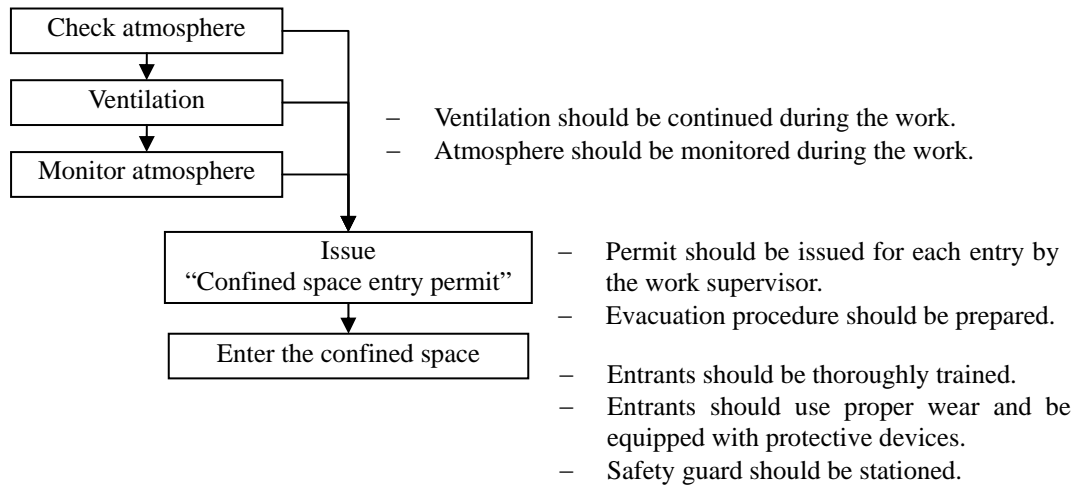 Check atmosphere
Ventilation
Monitor atmosphere
– Ventilation should be continued during the work.
– Atmosphere should be monitored during the work.
Issue
“Confined space entry permit”
– Permit should be issued for each entry by
the work supervisor.
– Evacuation procedure should be prepared.
Enter the confined space
– Entrants should be thoroughly trained.
– Entrants should use proper wear and be
equipped with protective devices.
– Safety guard should be stationed.